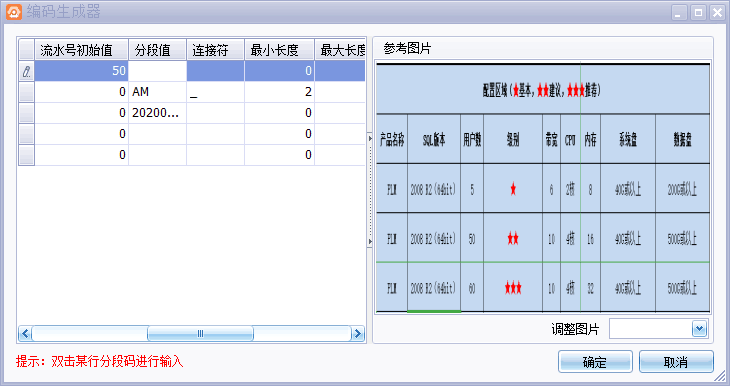 编码生成器
流水号初始值 分段值 连接符 最小长度 最大长度
50 0
0 AM _ 2
0 20200... 0
0 0
0 0
提示：双击某行分段码进行输入
参考图片
配置区域（★基本，★★建议，★★★推荐）
产品名称 SQL版本 用户数 级别 带宽 CPU 内存 系统盘 数据盘
PLM 2008 R2(64bit) 5 ★ 6 2核 8 40G或以上 200G或以上
PLM 2008 R2(64bit) 50 ★★ 10 4核 16 40G或以上 500G或以上
PLM 2008 R2(64bit) 60 ★★★ 10 4核 32 40G或以上 500G或以上
调整图片
确定 取消